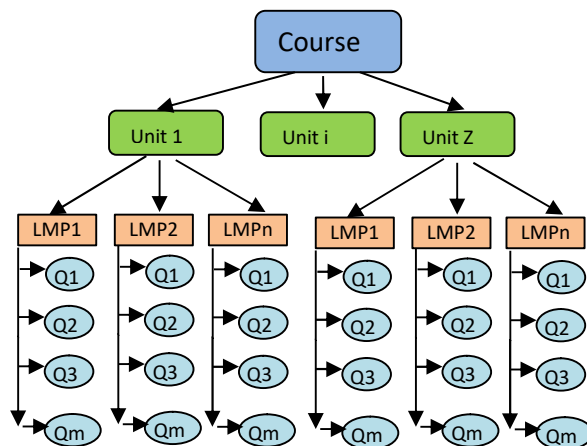 Course
Unit 1 Unit i Unit Z
LMP1 LMP2 LMPn LMP1 LMP2 LMPn
Q1 Q1 Q1 Q1 Q1 Q1
Q2 Q2 Q2 Q2 Q2 Q2
Q3 Q3 Q3 Q3 Q3 Q3
Qm Qm Qm Qm Qm Qm